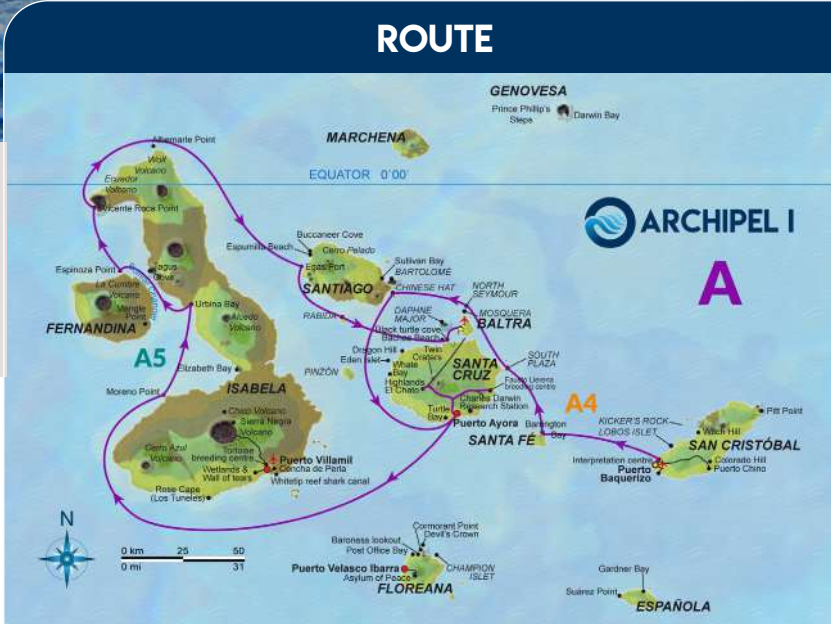 ROUTE
GENOVESA
Prince Phillip's
Steps
Darwin Bay
MARCHENA
Albemarle Point
Wolf
Volcano
EQUATOR 0°00'
Ecuador
Volcano
Vicente Roca Point
ARCHIPEL I
A
Buccaneer Cove
Espumilla Beach
Cerro Pelado
Sullivan Bay
Egas Port
BARTOLOMÉ
SANTIAGO
CHINESE HAT
NORTH
SEYMOUR
Espinoza Point
Tagus
Cove
La Cumbre
Volcano
Urbina Bay
FERNANDINA
Alcedo
Volcano
RABIDA
DAPHNE
MAJOR
MOSQUERA
BALTRA
Black turtle cove
Bachas Beach
A5
Elizabeth Bay
PINZÓN
Dragon Hill
Eden Islet
Whale
Bay
Twin
Craters
SANTA
CRUZ
SOUTH
PLAZA
Highlands
El Chato
Fausto Llerena
breeding centre
Moreno Point
ISABELA
Charles Darwin
Research Station
Turtle
Bay
Puerto Ayora
A4
SANTA FÉ
Barrington
Bay
KICKER'S ROCK
LOBOS ISLET
Pitt Point
Witch Hill
SAN CRISTÓBAL
Chico Volcano
Sierra Negra
Volcano
Cerro Azul
Volcano
Tortoise
breeding centre
Puerto Villamil
Wetlands &
Wall of tears
Concha de Perla
Whitetip reef shark canal
Interpretation centre
Puerto
Baquerizo
Colorado Hill
Puerto Chino
Rose Cape
(Los Tuneles)
N
0 km 25 50
0 mi 31
Cormorant Point
Devil's Crown
Baroness lookout
Post Office Bay
Puerto Velasco Ibarra
Asylum of Peace
CHAMPION
ISLET
FLOREANA
Gardner Bay
Suárez Point
ESPAÑOLA